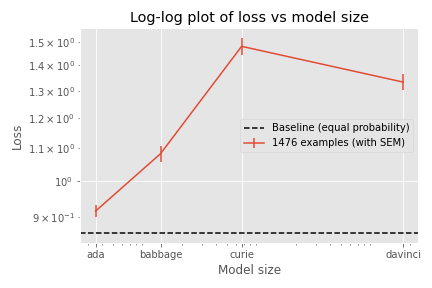 Log-log plot of loss vs model size
1.5 × 10⁰
1.4 × 10⁰
1.3 × 10⁰
1.2 × 10⁰
1.1 × 10⁰
10⁰
9 × 10⁻¹
Loss
Baseline (equal probability)
1476 examples (with SEM)
ada
babbage
curie
davinci
Model size